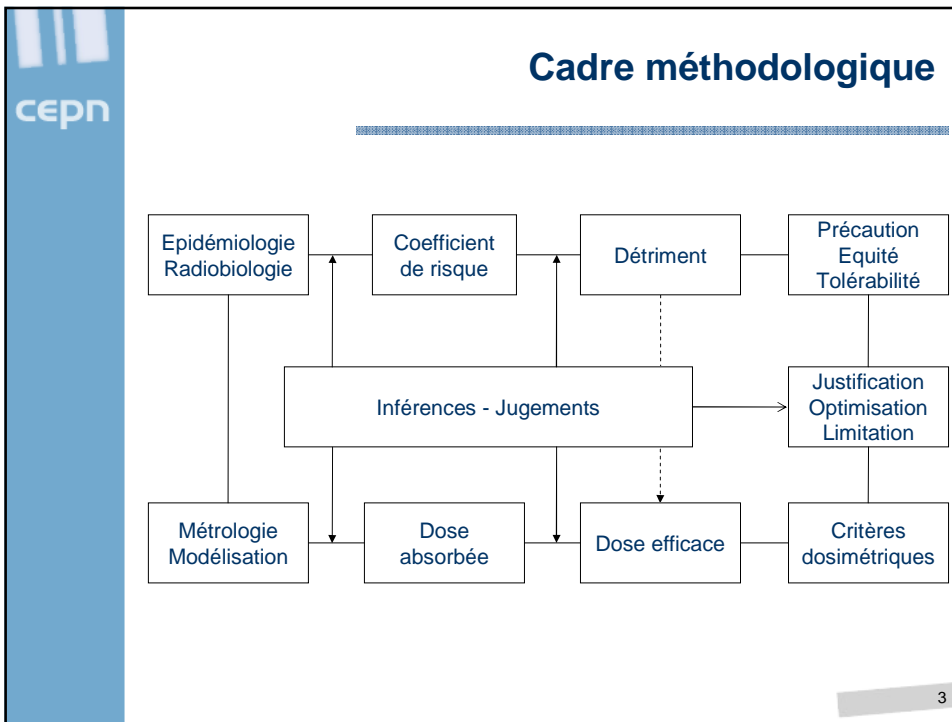 Cadre méthodologique
cepn
Epidémiologie
Radiobiologie
Coefficient
de risque
Détriment
Précaution
Equité
Tolérabilité
Inférences - Jugements
Justification
Optimisation
Limitation
Métrologie
Modélisation
Dose
absorbée
Dose efficace
Critères
dosimétriques
3